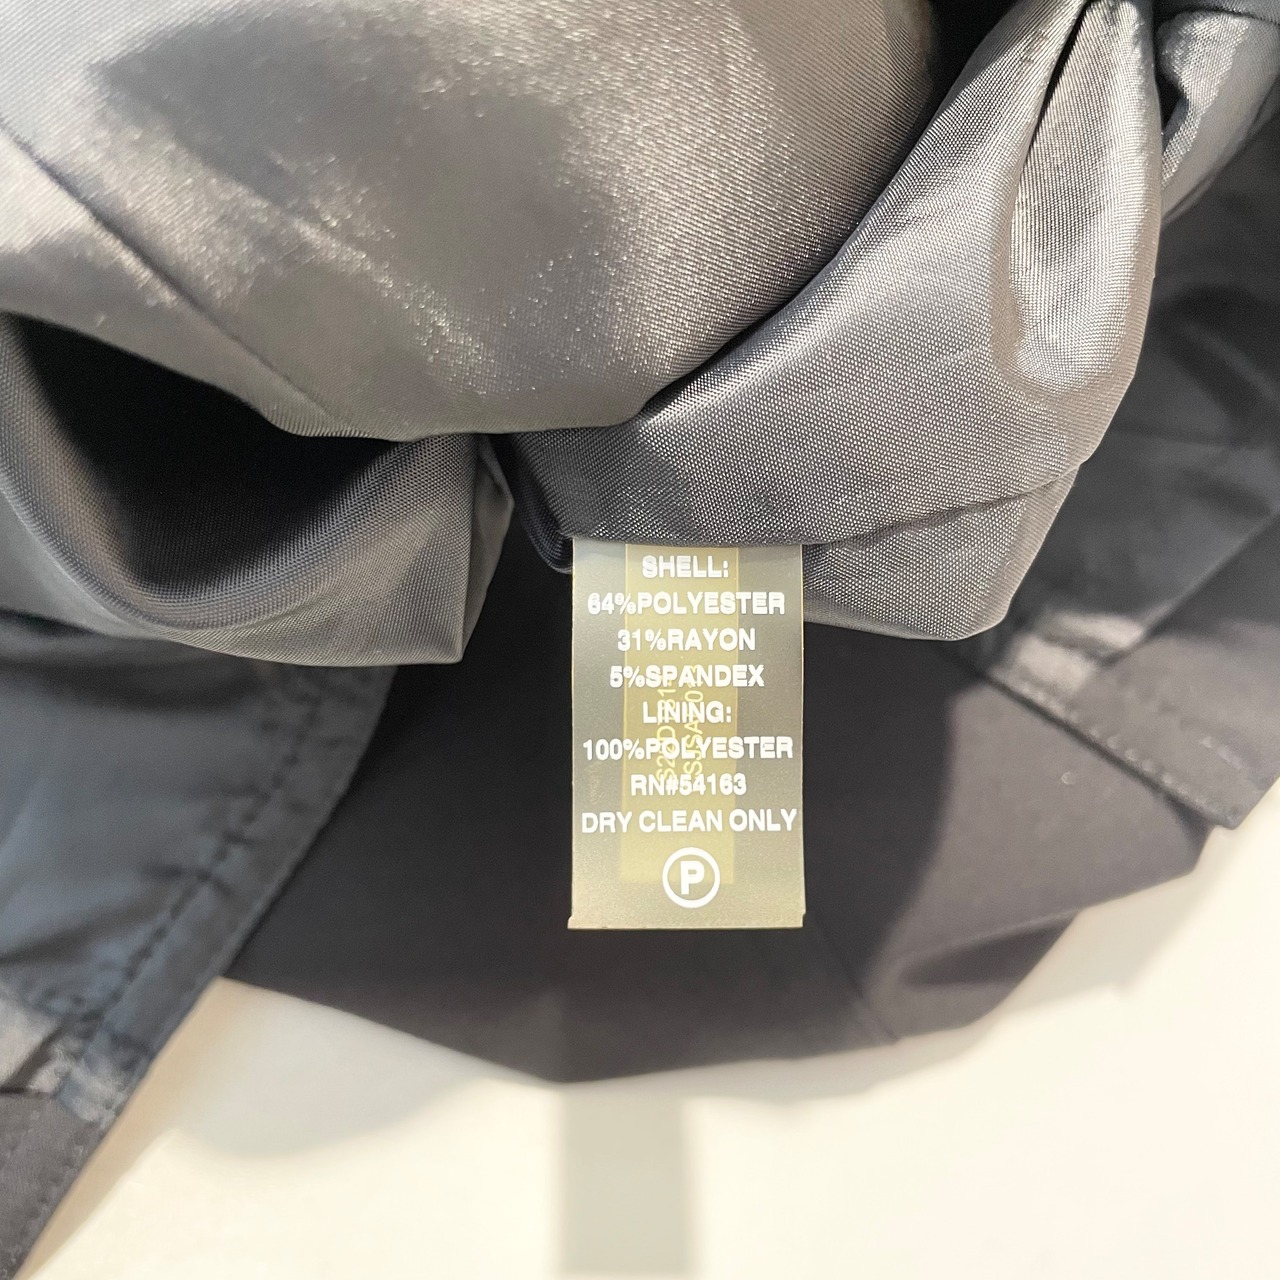 SHELL:
64%POLYESTER
31%RAYON
5%SPANDEX
LINING:
100%POLYESTER
RN#54163
DRY CLEAN ONLY
P